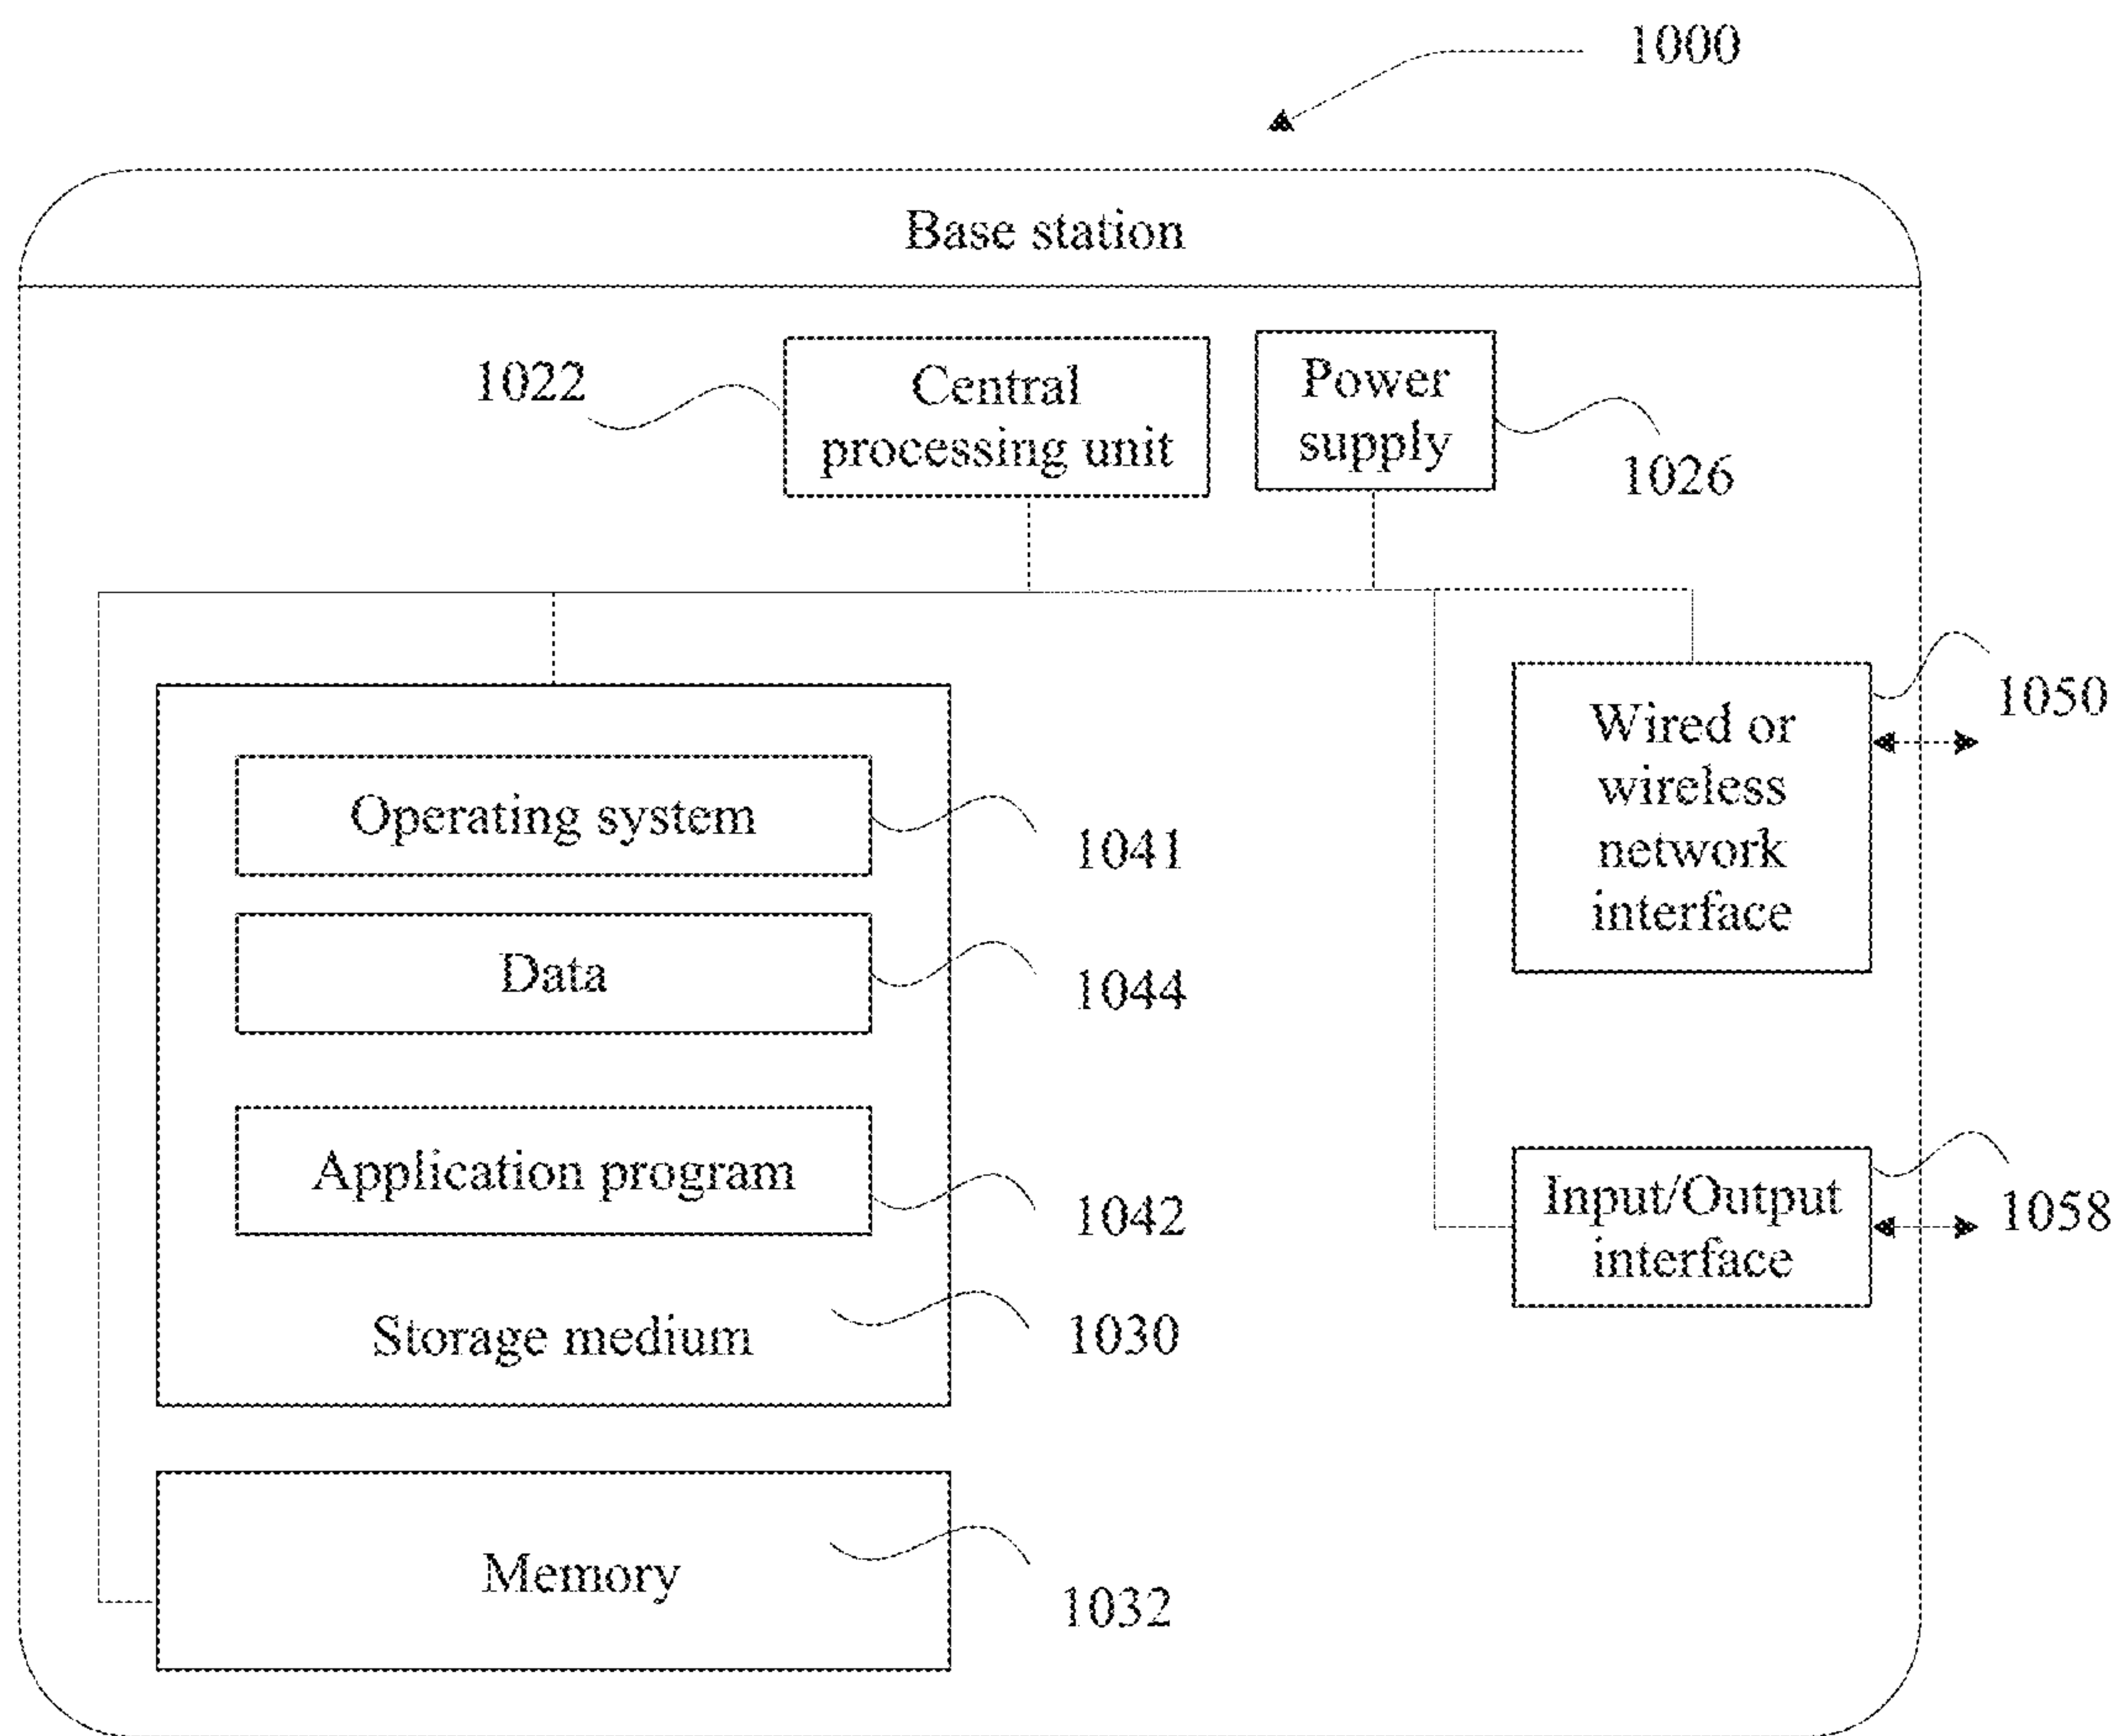 1000
Base station
1022
Central
processing unit
Power
supply
1026
Operating system
1041
Data
1044
Application program
1042
Storage medium
1030
Memory
1032
Wired or
wireless
network
interface
1050
Input/Output
interface
1058